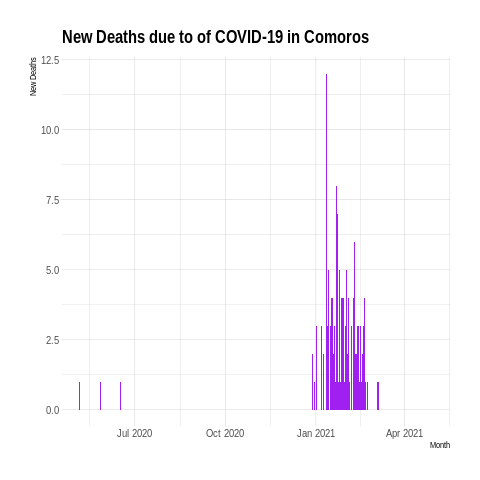 New Deaths due to of COVID-19 in Comoros
New Deaths
12.5
10.0
7.5
5.0
2.5
0.0
Jul 2020 Oct 2020 Jan 2021 Apr 2021
Month